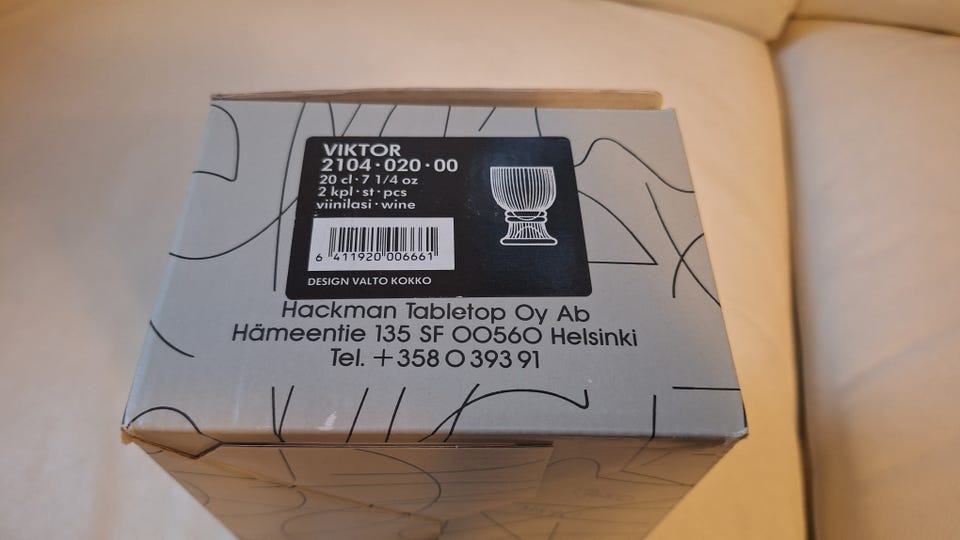 VIKTOR
2104·020·00
20 cl·7 1/4 oz
2 kpl·st·pcs
viinilasi·wine
6 411920 006661
DESIGN VALTO KOKKO
Hackman Tabletop Oy Ab
Hämeentie 135 SF 00560 Helsinki
Tel. +358 0 393 91